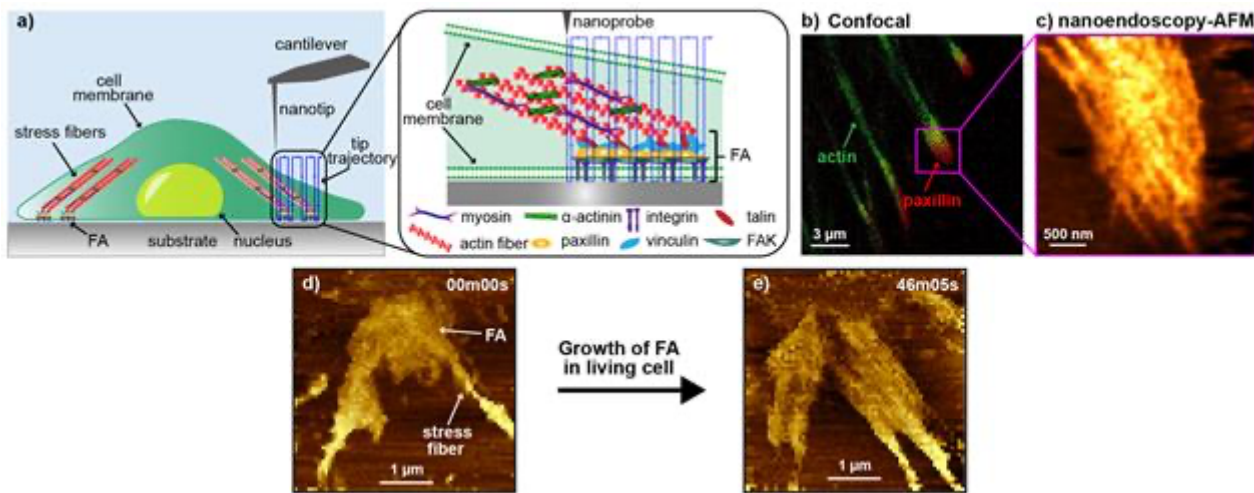 a)
cantilever
cell
membrane
nanotip
stress fibers
tip
trajectory
FA
substrate
nucleus
nanoprobe
cell
membrane
FA
myosin
α-actinin
integrin
talin
actin fiber
paxillin
vinculin
FAK
b) Confocal
actin
paxillin
3 µm
c) nanoendoscopy-AFM
500 nm
d)
00m00s
FA
stress
fiber
1 µm
Growth of FA
in living cell
e)
46m05s
1 µm